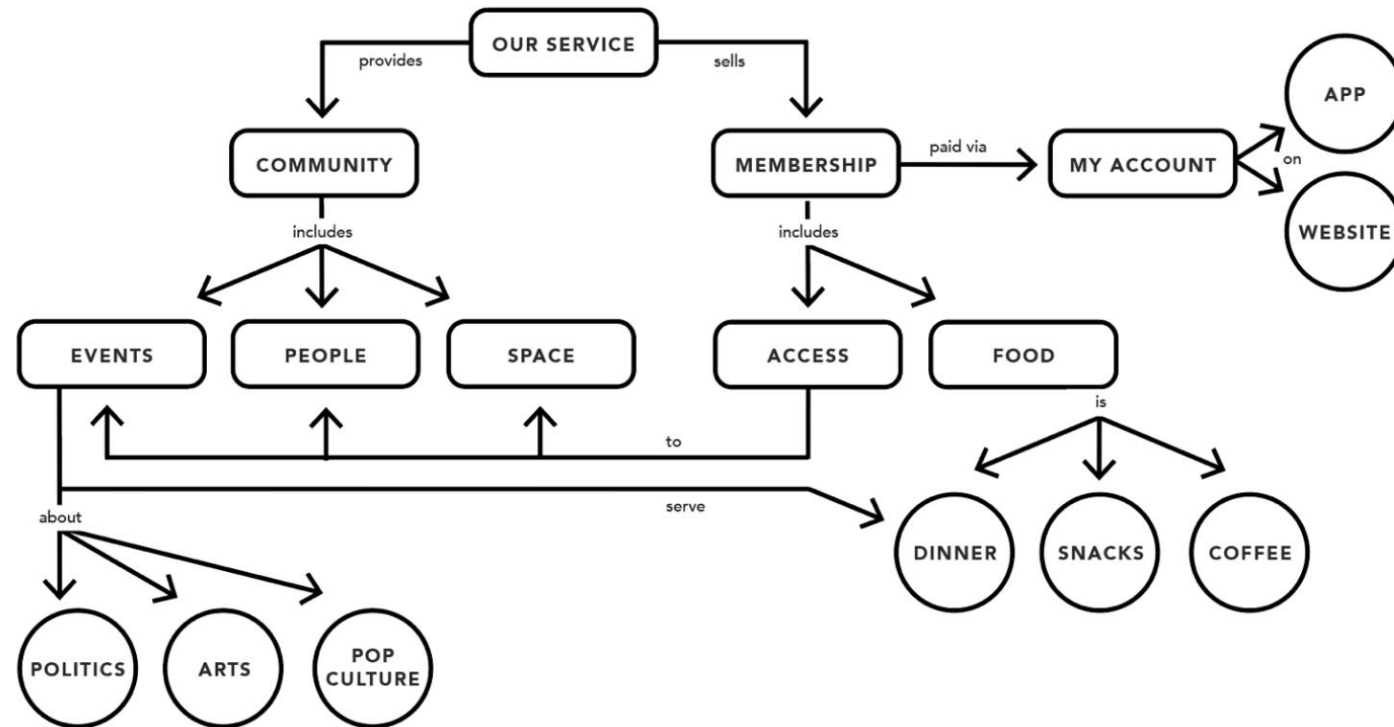 OUR SERVICE
provides
sells
APP
COMMUNITY
MEMBERSHIP
paid via
MY ACCOUNT
on
includes
includes
WEBSITE
EVENTS
PEOPLE
SPACE
ACCESS
FOOD
is
to
serve
about
DINNER
SNACKS
COFFEE
POLITICS
ARTS
POP
CULTURE